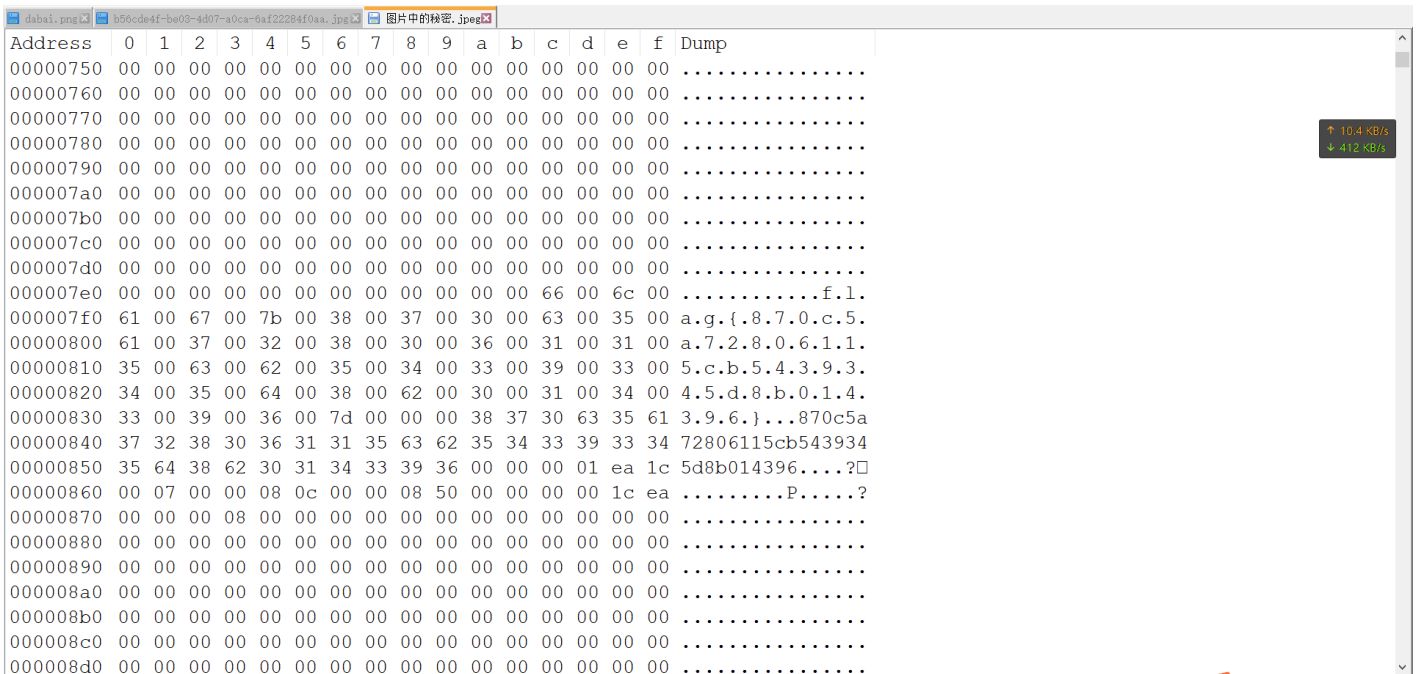 dabai.png b56cde4f-be03-4d07-a0ca-6af22284f0aa.jpg 图片中的秘密.jpeg
Address 0 1 2 3 4 5 6 7 8 9 a b c d e f Dump
00000750 00 00 00 00 00 00 00 00 00 00 00 00 00 00 00 00 ................
00000760 00 00 00 00 00 00 00 00 00 00 00 00 00 00 00 00 ................
00000770 00 00 00 00 00 00 00 00 00 00 00 00 00 00 00 00 ................
00000780 00 00 00 00 00 00 00 00 00 00 00 00 00 00 00 00 ................
↑ 10.4 KB/s
↓ 412 KB/s
00000790 00 00 00 00 00 00 00 00 00 00 00 00 00 00 00 00 ................
000007a0 00 00 00 00 00 00 00 00 00 00 00 00 00 00 00 00 ................
000007b0 00 00 00 00 00 00 00 00 00 00 00 00 00 00 00 00 ................
000007c0 00 00 00 00 00 00 00 00 00 00 00 00 00 00 00 00 ................
000007d0 00 00 00 00 00 00 00 00 00 00 00 00 00 00 00 00 ................
000007e0 00 00 00 00 00 00 00 00 00 00 00 00 66 00 6c 00 ............f.l.
000007f0 61 00 67 00 7b 00 38 00 37 00 30 00 63 00 35 00 a.g.{.8.7.0.c.5.
00000800 61 00 37 00 32 00 38 00 30 00 36 00 31 00 31 00 a.7.2.8.0.6.1.1.
00000810 35 00 63 00 62 00 35 00 34 00 33 00 39 00 33 00 5.c.b.5.4.3.9.3.
00000820 34 00 35 00 64 00 38 00 62 00 30 00 31 00 34 00 4.5.d.8.b.0.1.4.
00000830 33 00 39 00 36 00 7d 00 00 00 38 37 30 63 35 61 3.9.6.}...870c5a
00000840 37 32 38 30 36 31 31 35 63 62 35 34 33 39 33 34 72806115cb543934
00000850 35 64 38 62 30 31 34 33 39 36 00 00 00 01 ea 1c 5d8b014396....?□
00000860 00 07 00 00 08 0c 00 00 08 50 00 00 00 00 1c ea .........P.....?
00000870 00 00 00 08 00 00 00 00 00 00 00 00 00 00 00 00 ................
00000880 00 00 00 00 00 00 00 00 00 00 00 00 00 00 00 00 ................
00000890 00 00 00 00 00 00 00 00 00 00 00 00 00 00 00 00 ................
000008a0 00 00 00 00 00 00 00 00 00 00 00 00 00 00 00 00 ................
000008b0 00 00 00 00 00 00 00 00 00 00 00 00 00 00 00 00 ................
000008c0 00 00 00 00 00 00 00 00 00 00 00 00 00 00 00 00 ................
000008d0 00 00 00 00 00 00 00 00 00 00 00 00 00 00 00 00 ................